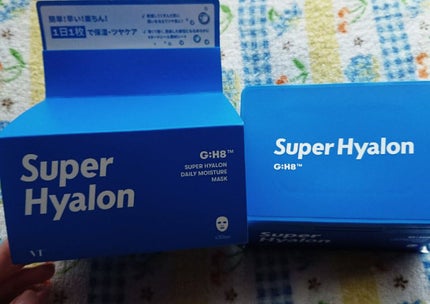 簡単!早い!楽ちん!
1日1枚で保湿・ツヤケア
Super
Hyalon
G:H8™
SUPER HYALON
DAILY MOISTURE
MASK
VT
Super Hyalon
G:H8™
Super Hyalon